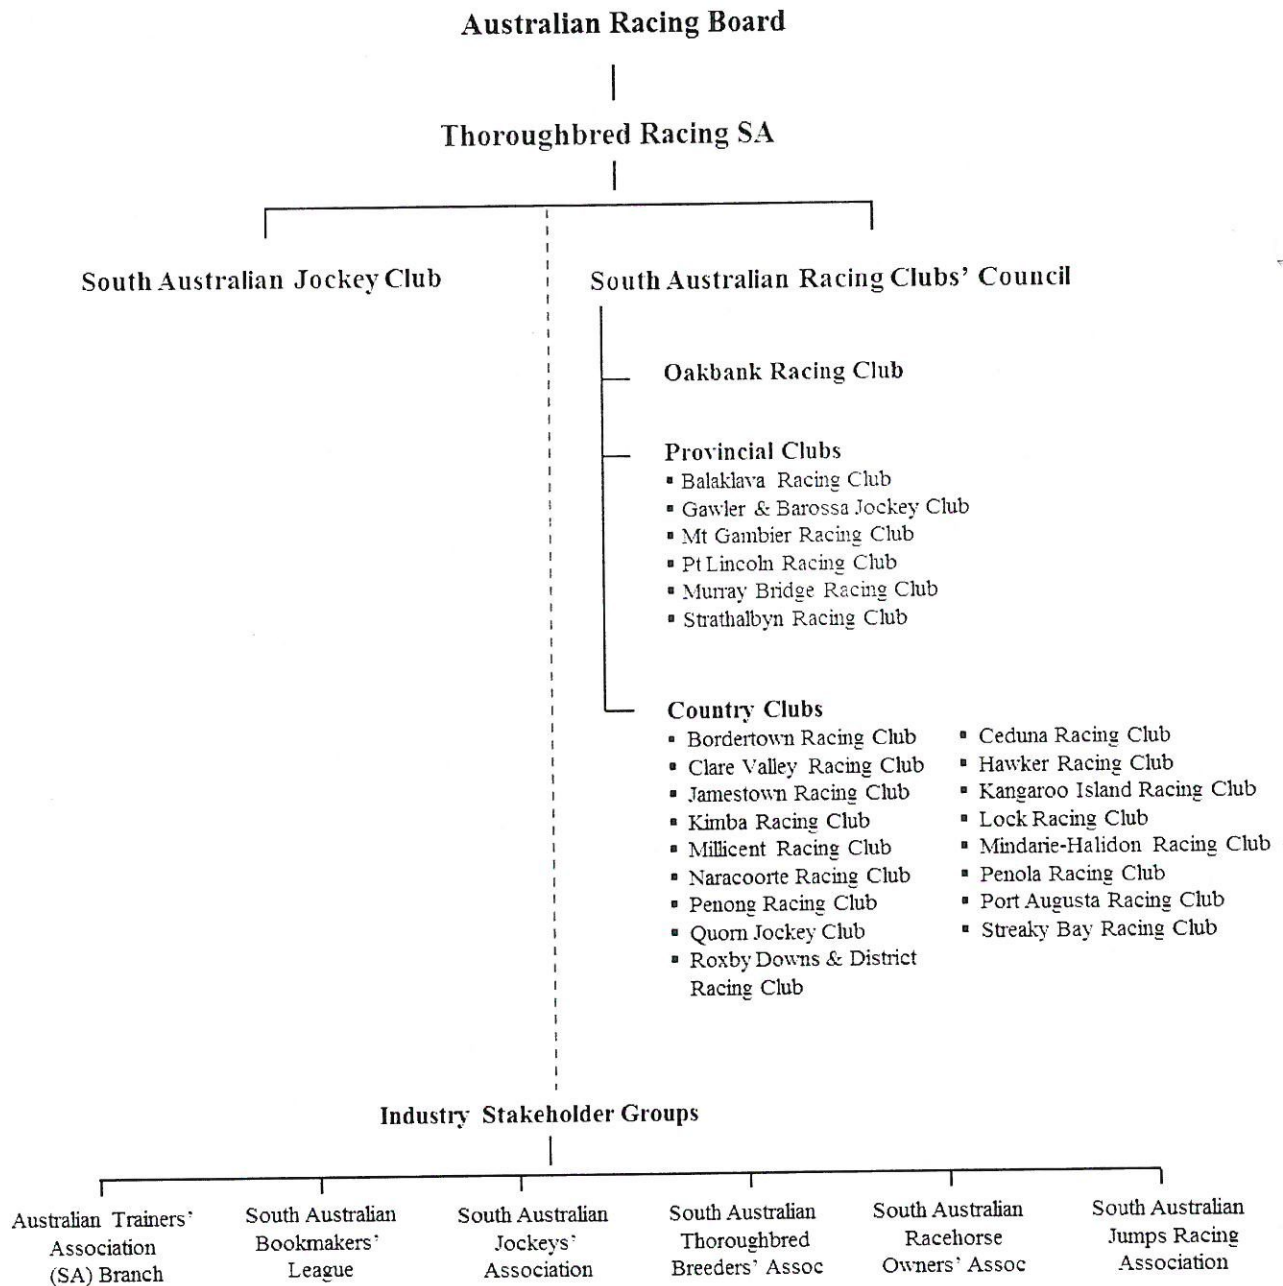 Australian Racing Board
Thoroughbred Racing SA
South Australian Jockey Club
South Australian Racing Clubs' Council
Oakbank Racing Club
Provincial Clubs
▪ Balaklava Racing Club
▪ Gawler & Barossa Jockey Club
▪ Mt Gambier Racing Club
▪ Pt Lincoln Racing Club
▪ Murray Bridge Racing Club
▪ Strathalbyn Racing Club
Country Clubs
▪ Bordertown Racing Club
▪ Clare Valley Racing Club
▪ Jamestown Racing Club
▪ Kimba Racing Club
▪ Millicent Racing Club
▪ Naracoorte Racing Club
▪ Penong Racing Club
▪ Quorn Jockey Club
▪ Roxby Downs & District
Racing Club
▪ Ceduna Racing Club
▪ Hawker Racing Club
▪ Kangaroo Island Racing Club
▪ Lock Racing Club
▪ Mindarie-Halidon Racing Club
▪ Penola Racing Club
▪ Port Augusta Racing Club
▪ Streaky Bay Racing Club
Industry Stakeholder Groups
Australian Trainers'
Association
(SA) Branch
South Australian
Bookmakers'
League
South Australian
Jockeys'
Association
South Australian
Thoroughbred
Breeders' Assoc
South Australian
Racehorse
Owners' Assoc
South Australian
Jumps Racing
Association